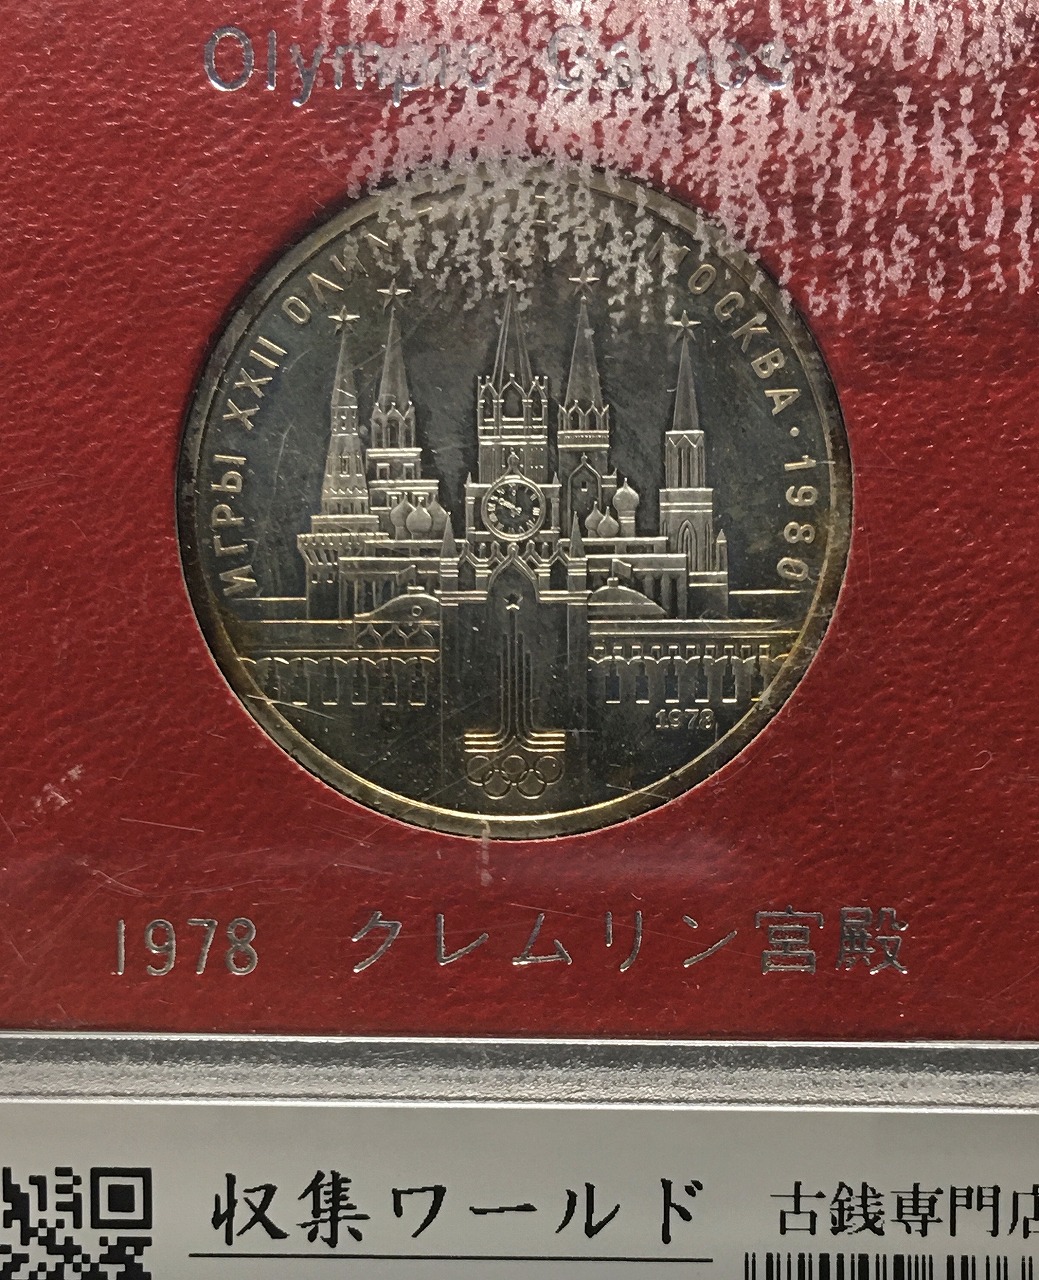 Olympic Games
ИГРЫ XXII ОЛИМПИАДЫ МОСКВА · 1980
1978
1978 クレムリン宮殿
収集ワールド 古銭専門店